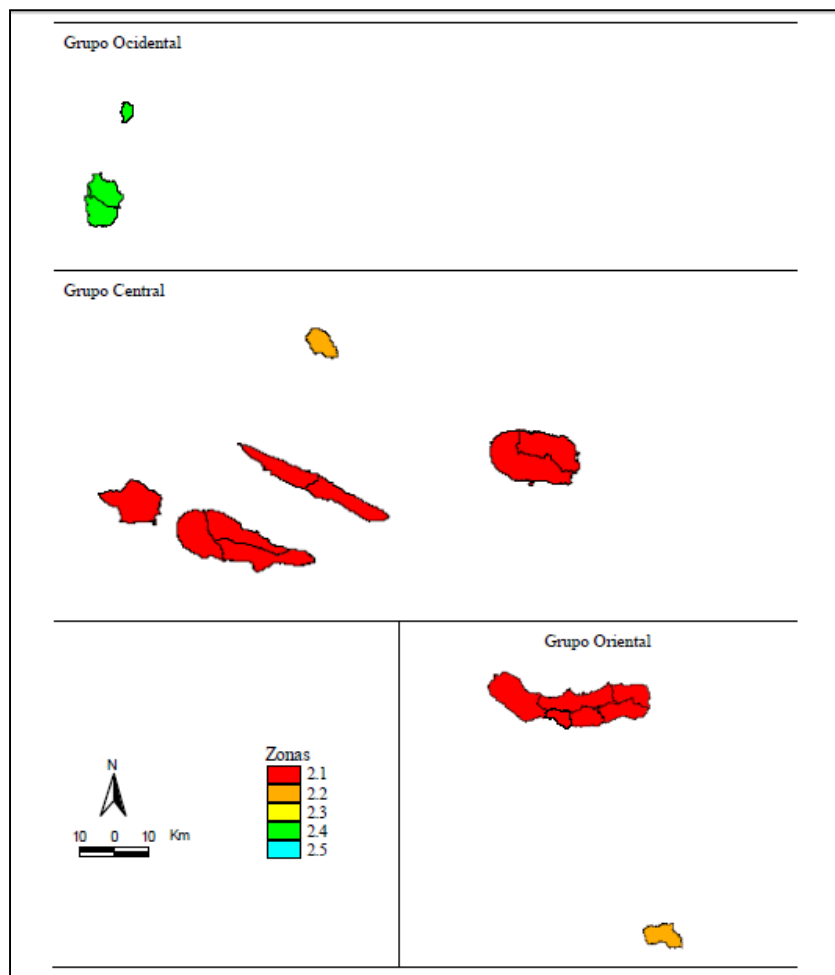 Grupo Ocidental
Grupo Central
Grupo Oriental
N
10 0 10 Km
Zonas
2.1
2.2
2.3
2.4
2.5